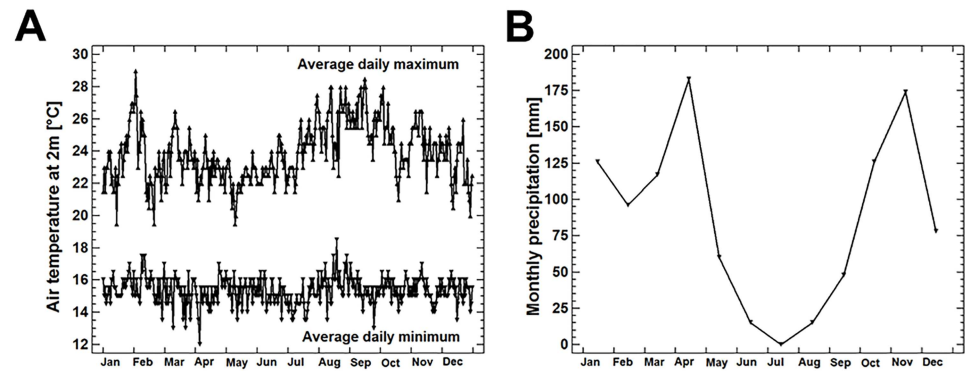 A
B
Air temperature at 2m [°C]
30
28
26
24
22
20
18
16
14
12
Average daily maximum
Average daily minimum
Jan Feb Mar Apr May Jun Jul Aug Sep Oct Nov Dec
Monthly precipitation [mm]
200
175
150
125
100
75
50
25
0
Jan Feb Mar Apr May Jun Jul Aug Sep Oct Nov Dec